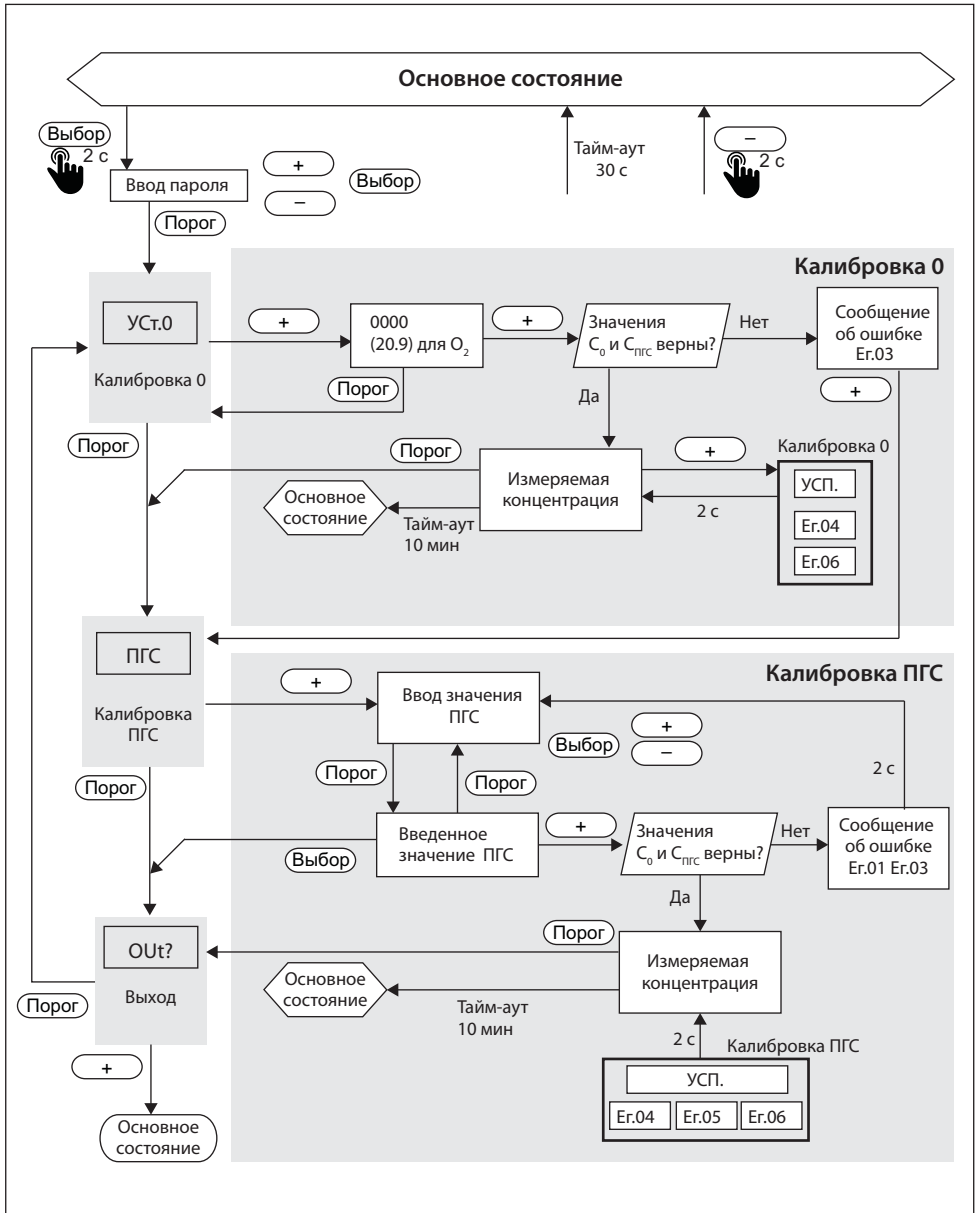 Основное состояние
Выбор
2 с
Ввод пароля
+
−
Выбор
Тайм-аут
30 с
−
2 с
Порог
Калибровка 0
УСт.0
Калибровка 0
+
0000
(20.9) для O₂
+
Значения
C₀ и Cпгс верны?
Нет
Сообщение
об ошибке
Er.03
Порог
Да
+
Порог
Порог
Измеряемая
концентрация
+
2 с
Калибровка 0
УСП.
Er.04
Er.06
Основное
состояние
Тайм-аут
10 мин
ПГС
Калибровка
ПГС
Калибровка ПГС
+
Ввод значения
ПГС
Выбор
+
−
2 с
Порог
Порог
Порог
Введенное
значение ПГС
Выбор
+
Значения
C₀ и Cпгс верны?
Нет
Сообщение
об ошибке
Er.01 Er.03
Да
OUt?
Выход
Порог
Порог
Измеряемая
концентрация
Основное
состояние
Тайм-аут
10 мин
2 с
Калибровка ПГС
УСП.
Er.04
Er.05
Er.06
+
Основное
состояние